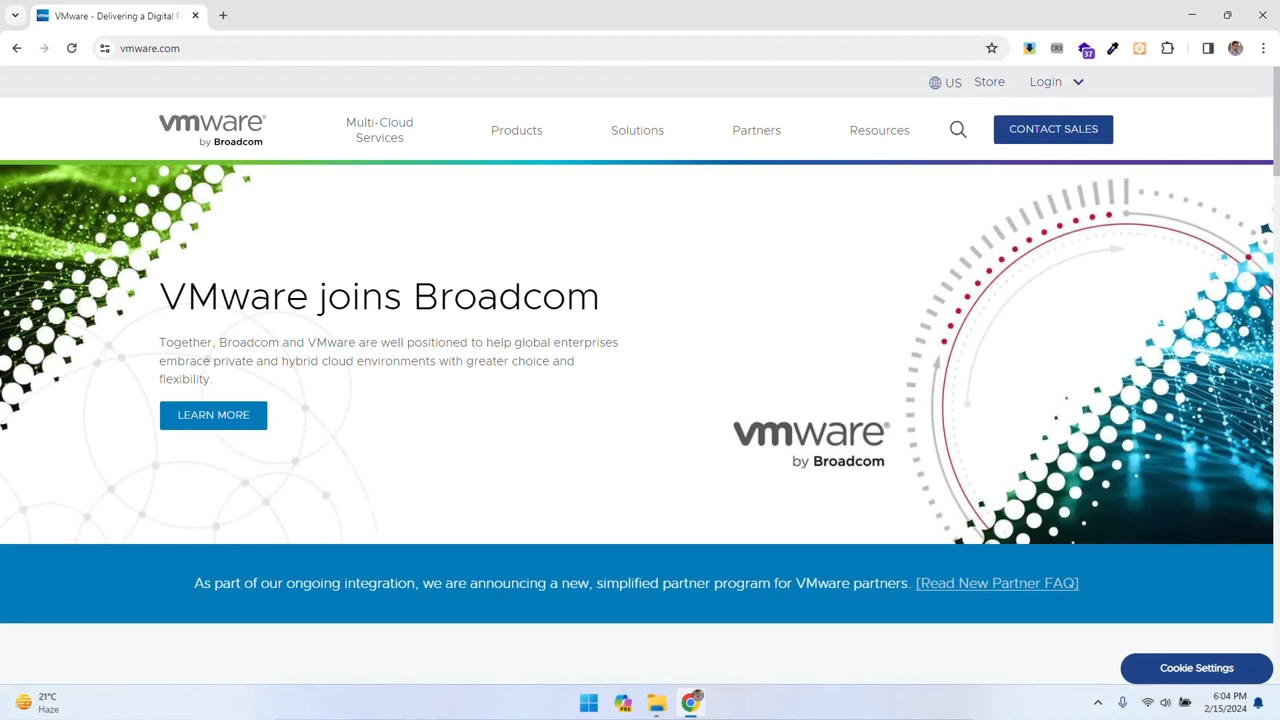 VMware - Delivering a Digital F
vmware.com
CRX
37
US Store Login
vmware®
by Broadcom
Multi-Cloud
Services
Products
Solutions
Partners
Resources
CONTACT SALES
VMware joins Broadcom
Together, Broadcom and VMware are well positioned to help global enterprises
embrace private and hybrid cloud environments with greater choice and
flexibility.
LEARN MORE
vmware®
by Broadcom
As part of our ongoing integration, we are announcing a new, simplified partner program for VMware partners. [Read New Partner FAQ]
Cookie Settings
21°C
Haze
PRE
6:04 PM
2/15/2024